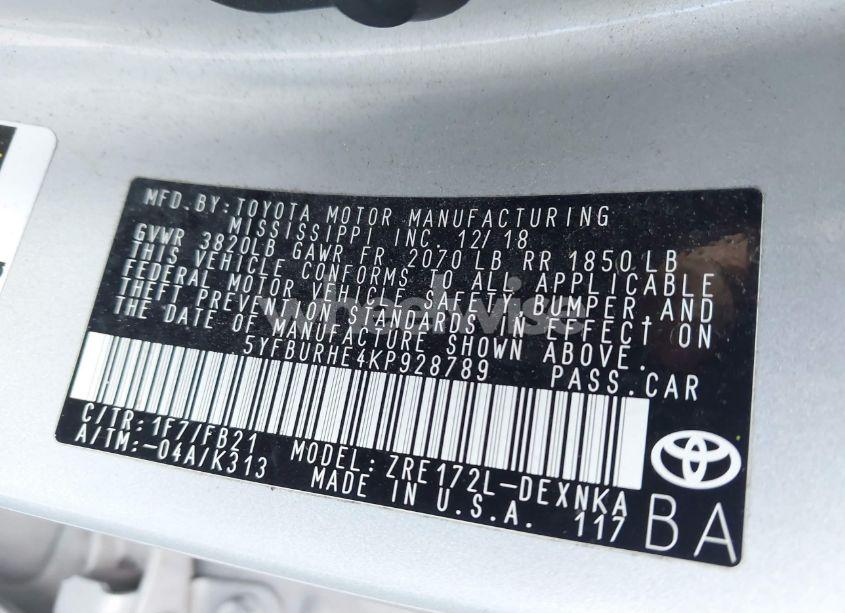 MFD.BY:TOYOTA MOTOR MANUFACTURING
MISSISSIPPI INC. 12/18
GVWR 3820LB GAWR FR 2070 LB RR 1850 LB
THIS VEHICLE CONFORMS TO ALL APPLICABLE
FEDERAL MOTOR VEHICLE SAFETY,BUMPER,AND
THEFT PREVENTION STANDARDS IN EFFECT ON
THE DATE OF MANUFACTURE SHOWN ABOVE.
5YFBURHE4KP928789 PASS.CAR
C/TR:1F7/FB21
A/TM:-04A/K313
MODEL: ZRE172L-DEXNKA
MADE IN U.S.A. 117
BA